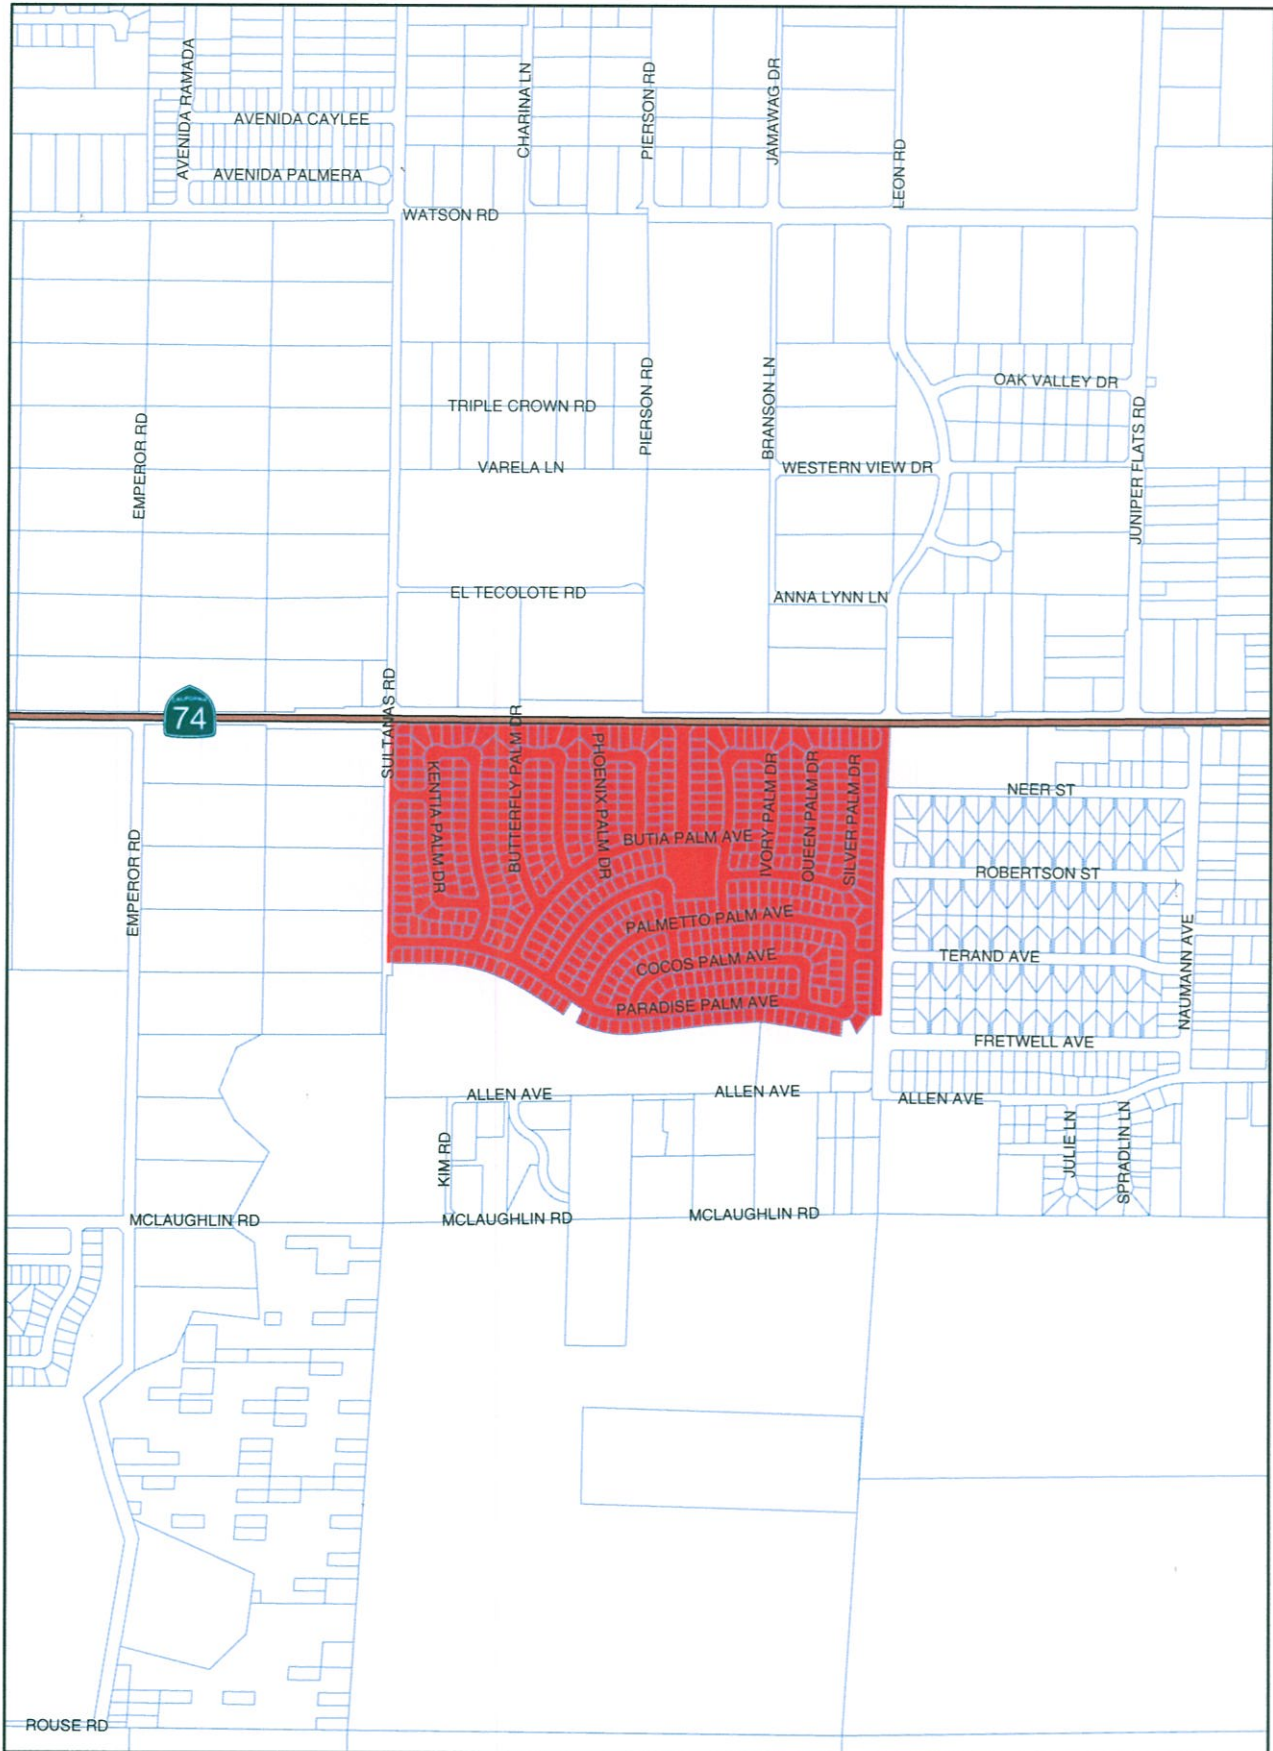 AVENIDA RAMADA
AVENIDA CAYLEE
AVENIDA PALMERA
CHARINA LN
PIERSON RD
JAMAWAG DR
LEON RD
WATSON RD
EMPEROR RD
TRIPLE CROWN RD
VARELA LN
PIERSON RD
BRANSON LN
OAK VALLEY DR
WESTERN VIEW DR
JUNIPER FLATS RD
EL TECOLOTE RD
ANNA LYNN LN
CALIFORNIA
74
SULTANAS RD
EMPEROR RD
KENTIA PALM DR
BUTTERFLY PALM DR
PHOENIX PALM DR
BUTIA PALM AVE
IVORY PALM DR
QUEEN PALM DR
SILVER PALM DR
PALMETTO PALM AVE
COCOS PALM AVE
PARADISE PALM AVE
NEER ST
ROBERTSON ST
TERAND AVE
NAUMANN AVE
FRETWELL AVE
ALLEN AVE
ALLEN AVE
ALLEN AVE
KIM RD
JULIE LN
SPRADLIN LN
MCLAUGHLIN RD
MCLAUGHLIN RD
MCLAUGHLIN RD
ROUSE RD